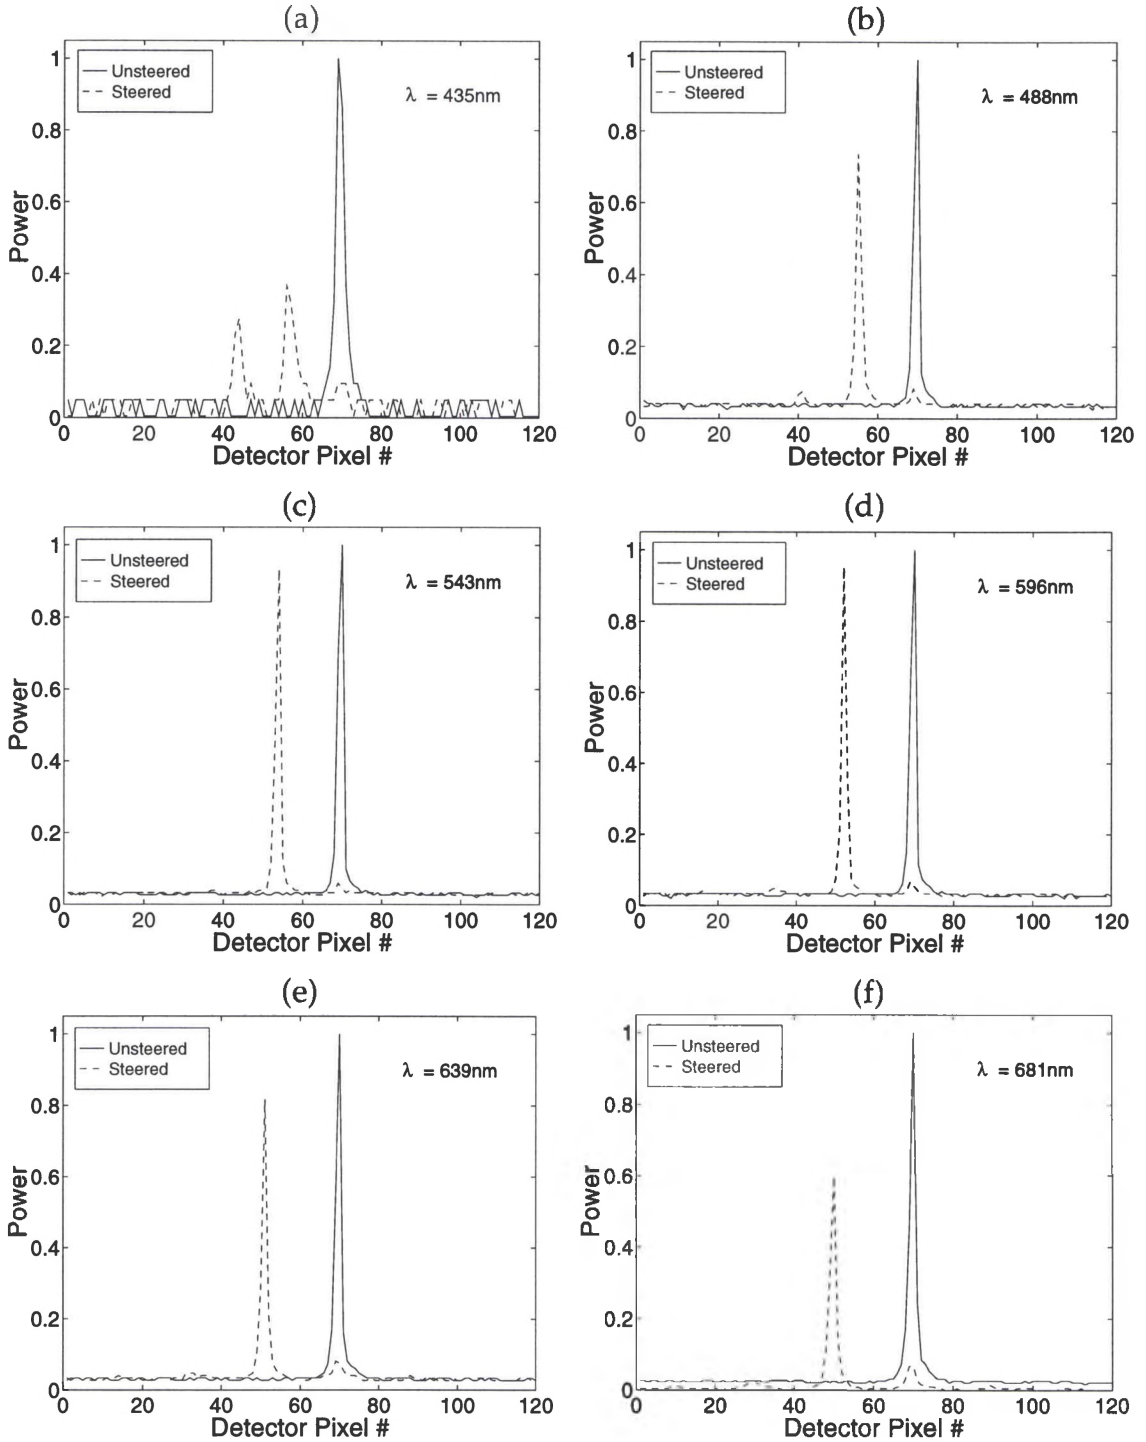 (a)
Unsteered
Steered
λ = 435nm
Power
1
0.8
0.6
0.4
0.2
0
0 20 40 60 80 100 120
Detector Pixel #
(b)
Unsteered
Steered
λ = 488nm
Power
1
0.8
0.6
0.4
0.2
0
0 20 40 60 80 100 120
Detector Pixel #
(c)
Unsteered
Steered
λ = 543nm
Power
1
0.8
0.6
0.4
0.2
0
0 20 40 60 80 100 120
Detector Pixel #
(d)
Unsteered
Steered
λ = 596nm
Power
1
0.8
0.6
0.4
0.2
0
0 20 40 60 80 100 120
Detector Pixel #
(e)
Unsteered
Steered
λ = 639nm
Power
1
0.8
0.6
0.4
0.2
0
0 20 40 60 80 100 120
Detector Pixel #
(f)
Unsteered
Steered
λ = 681nm
Power
1
0.8
0.6
0.4
0.2
0
0 20 40 60 80 100 120
Detector Pixel #